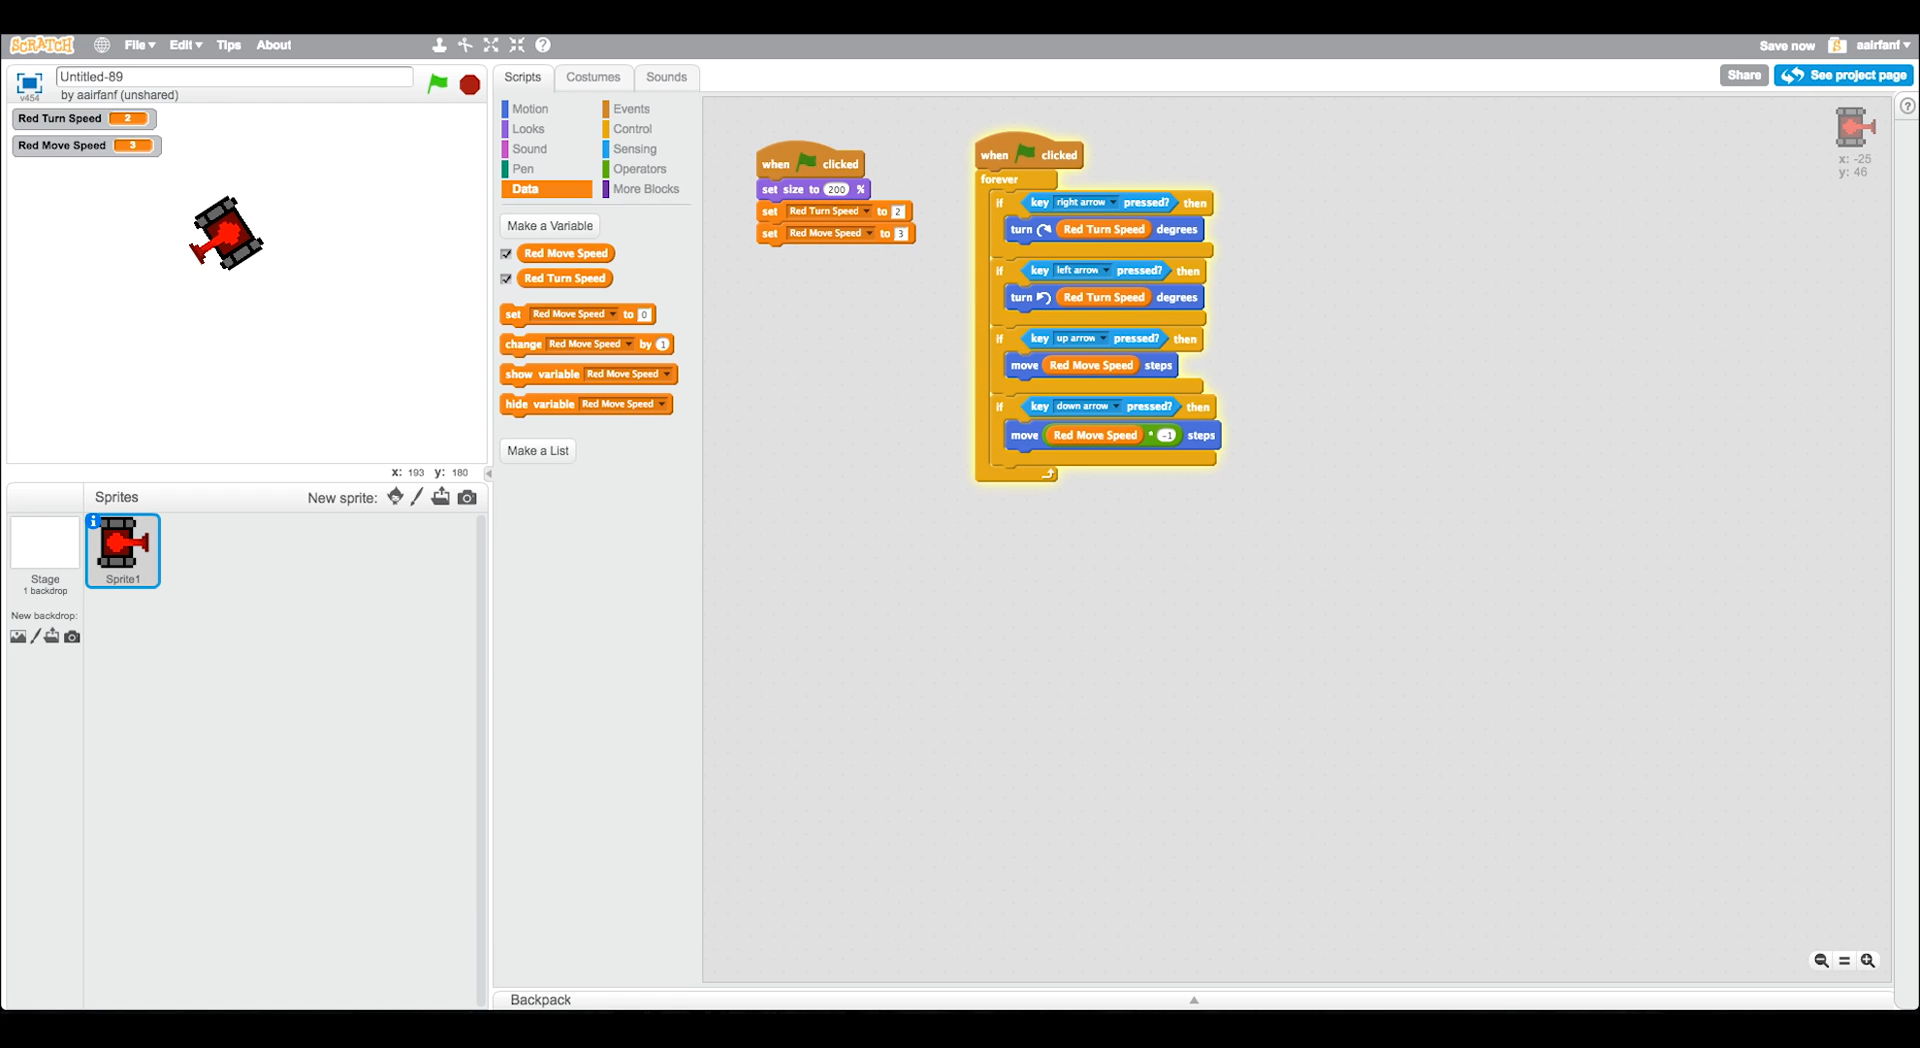 SCRATCH File Edit Tips About Save now aairfanf
Untitled-89
by aairfanf (unshared)
v454
Share See project page
Red Turn Speed 2
Red Move Speed 3
x: 193 y: 180
Sprites New sprite:
Sprite1
Stage
1 backdrop
New backdrop:
Scripts Costumes Sounds
Motion Events
Looks Control
Sound Sensing
Pen Operators
Data More Blocks
Make a Variable
Red Move Speed
Red Turn Speed
set Red Move Speed to 0
change Red Move Speed by 1
show variable Red Move Speed
hide variable Red Move Speed
Make a List
when clicked
set size to 200 %
set Red Turn Speed to 2
set Red Move Speed to 3
when clicked
forever
if key right arrow pressed? then
turn Red Turn Speed degrees
if key left arrow pressed? then
turn Red Turn Speed degrees
if key up arrow pressed? then
move Red Move Speed steps
if key down arrow pressed? then
move Red Move Speed * -1 steps
x: -25
y: 46
Backpack